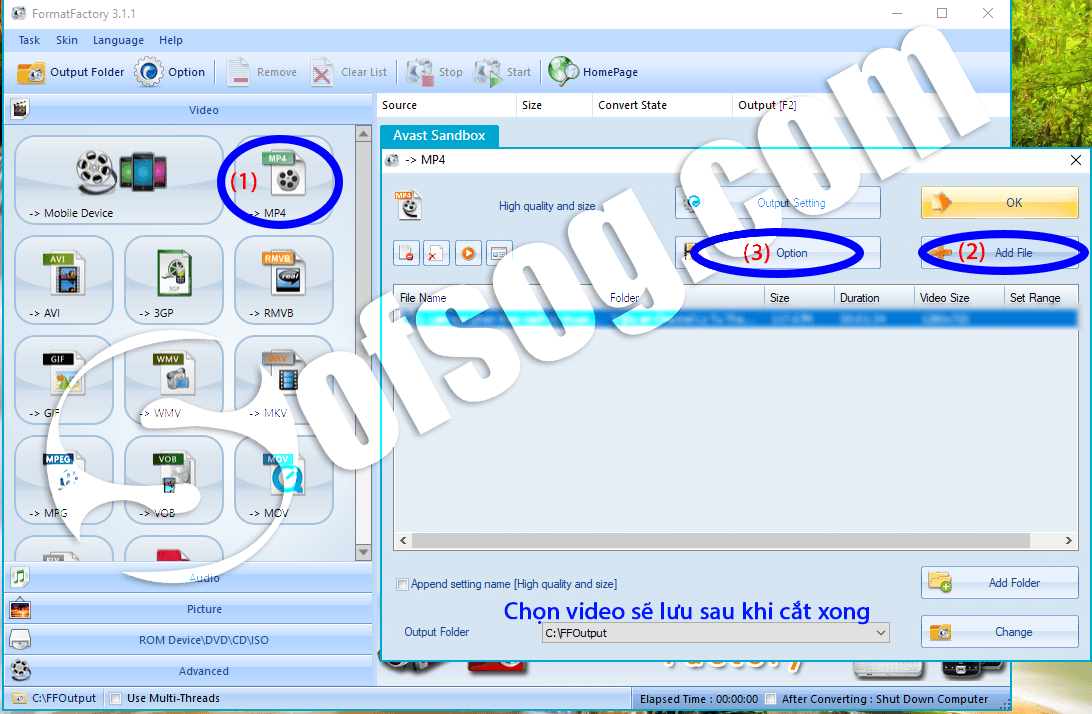 FormatFactory 3.1.1
Task Skin Language Help
Output Folder Option Remove Clear List Stop Start HomePage
Video
Source Size Convert State Output [F2]
Avast Sandbox
-> MP4
MP4
(1)
-> Mobile Device
-> MP4
MP4
High quality and size
Output Setting
OK
(3) Option
(2) Add File
AVI
3GP
RMVB
real
-> AVI
-> 3GP
-> RMVB
File Name Folder Size Duration Video Size Set Range
GIF
WMV
MKV
-> GIF
-> WMV
-> MKV
MPEG
VOB
MOV
-> MPG
-> VOB
-> MOV
Sofsog.com
Audio
Picture
ROM Device\DVD\CD\ISO
Advanced
Append setting name [High quality and size]
Add Folder
Chọn video sẽ lưu sau khi cắt xong
Output Folder
C:\FFOutput
Change
Factory
C:\FFOutput
Use Multi-Threads
Elapsed Time : 00:00:00
After Converting : Shut Down Computer